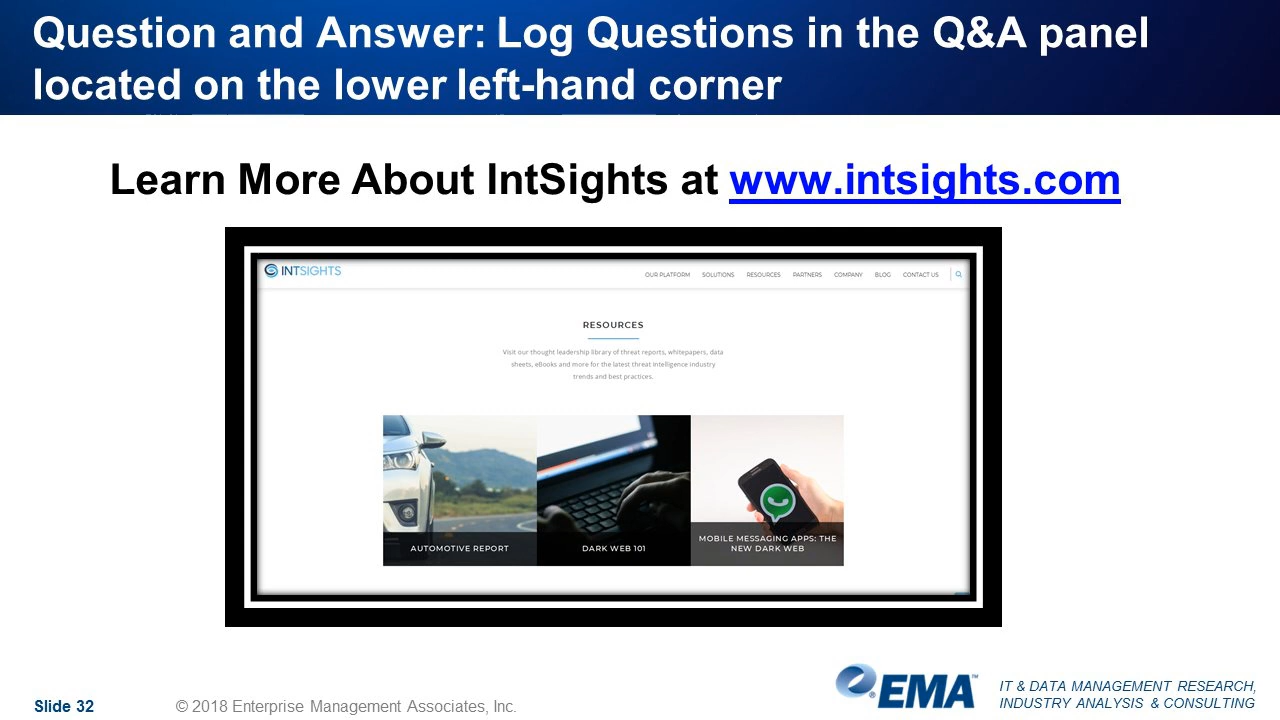 Question and Answer: Log Questions in the Q&A panel
located on the lower left-hand corner
Learn More About IntSights at www.intsights.com
INTSIGHTS
OUR PLATFORM SOLUTIONS RESOURCES PARTNERS COMPANY BLOG CONTACT US
RESOURCES
Visit our thought leadership library of threat reports, whitepapers, data
sheets, eBooks and more for the latest threat intelligence industry
trends and best practices.
AUTOMOTIVE REPORT
DARK WEB 101
MOBILE MESSAGING APPS: THE
NEW DARK WEB
Slide 32
© 2018 Enterprise Management Associates, Inc.
EMA™
IT & DATA MANAGEMENT RESEARCH,
INDUSTRY ANALYSIS & CONSULTING